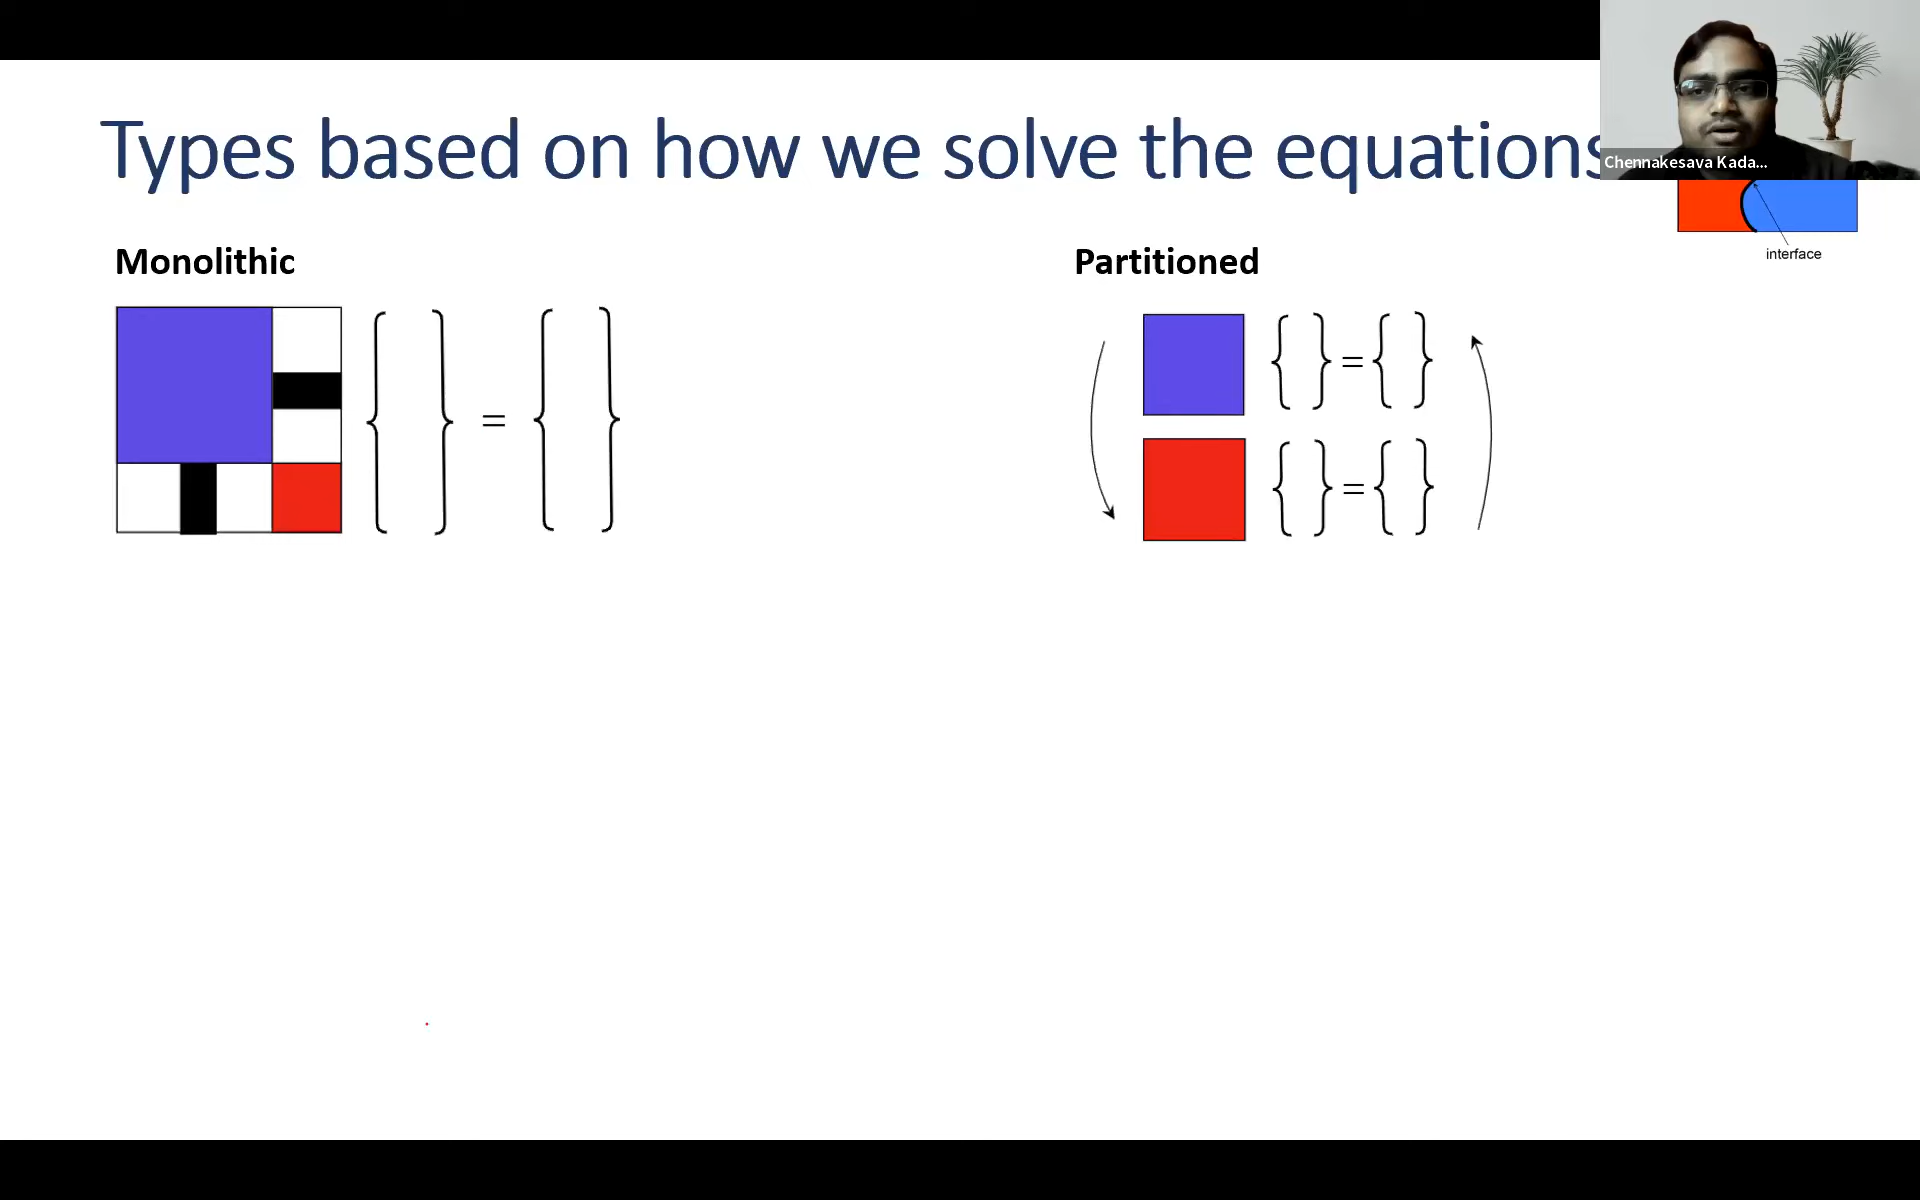 Types based on how we solve the equations
Chennakesava Kada...
interface
Monolithic
Partitioned
=
=
=